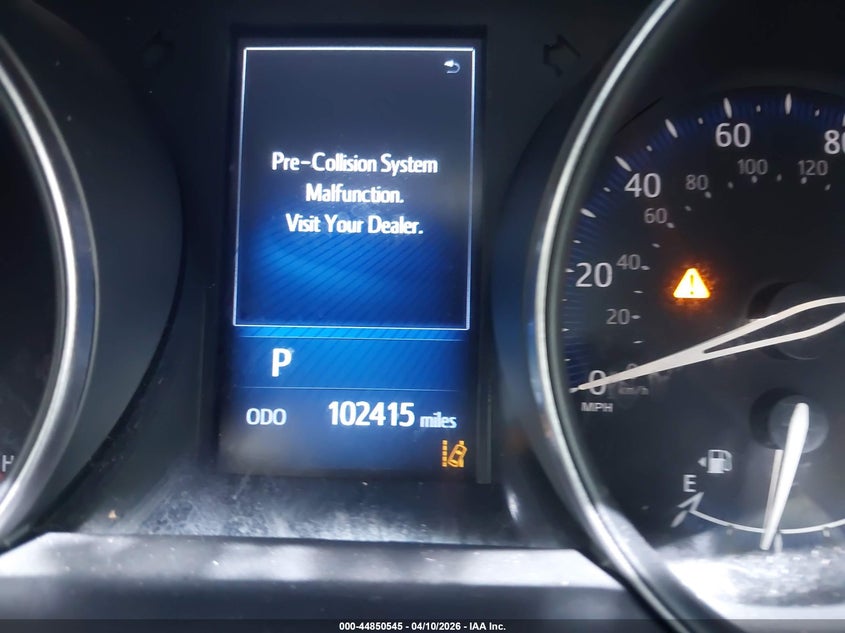 Pre-Collision System
Malfunction.
Visit Your Dealer.
P
ODO 102415 miles
0
20
40
60
80
20
40
60
80
100
120
MPH
km/h
E
H
000-44850545 - 04/10/2026 - IAA Inc.